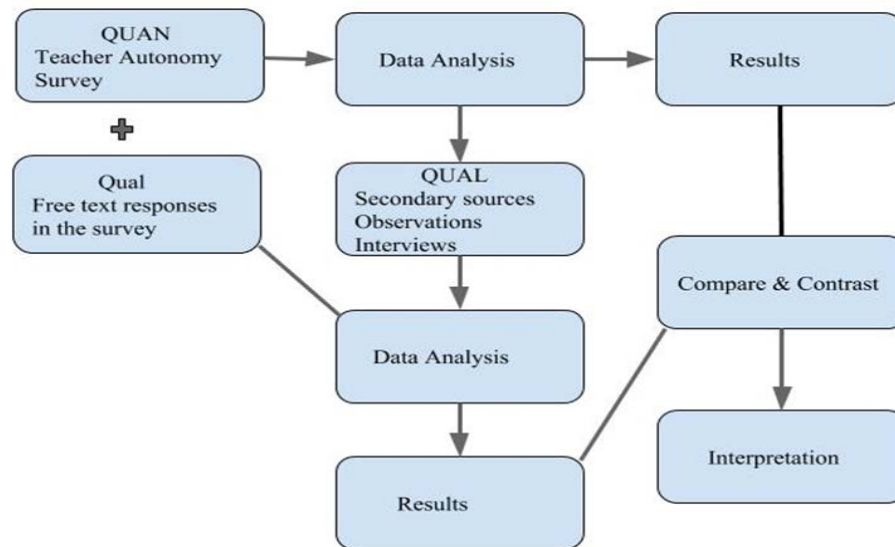 QUAN
Teacher Autonomy
Survey
Data Analysis
Results
Qual
Free text responses
in the survey
QUAL
Secondary sources
Observations
Interviews
Compare & Contrast
Data Analysis
Interpretation
Results